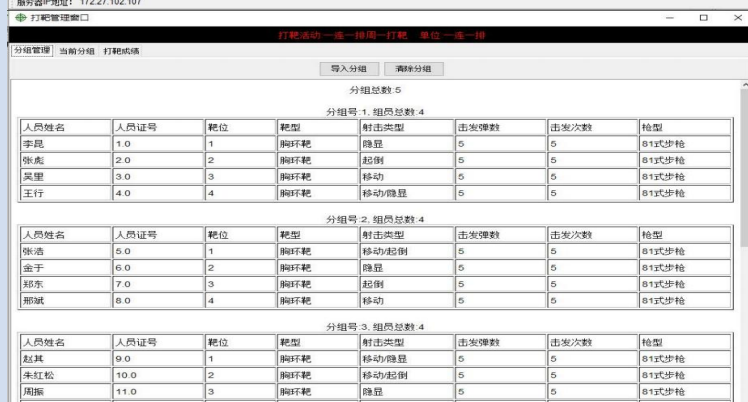 服务器IP地址: 172.27.102.107
打靶管理窗口
打靶活动:一连一排周一打靶 单位:一连一排
分组管理 当前分组 打靶成绩
导入分组 清除分组
分组总数:5
分组号:1, 组员总数:4
人员姓名 人员证号 靶位 靶型 射击类型 击发弹数 击发次数 枪型
李昆 1.0 1 胸环靶 隐显 5 5 81式步枪
张彪 2.0 2 胸环靶 起倒 5 5 81式步枪
吴里 3.0 3 胸环靶 移动 5 5 81式步枪
王行 4.0 4 胸环靶 移动/隐显 5 5 81式步枪
分组号:2, 组员总数:4
人员姓名 人员证号 靶位 靶型 射击类型 击发弹数 击发次数 枪型
张浩 5.0 1 胸环靶 移动/起倒 5 5 81式步枪
金于 6.0 2 胸环靶 隐显 5 5 81式步枪
郑东 7.0 3 胸环靶 起倒 5 5 81式步枪
邢斌 8.0 4 胸环靶 移动 5 5 81式步枪
分组号:3, 组员总数:4
人员姓名 人员证号 靶位 靶型 射击类型 击发弹数 击发次数 枪型
赵其 9.0 1 胸环靶 移动/隐显 5 5 81式步枪
朱红松 10.0 2 胸环靶 移动/起倒 5 5 81式步枪
周振 11.0 3 胸环靶 隐显 5 5 81式步枪